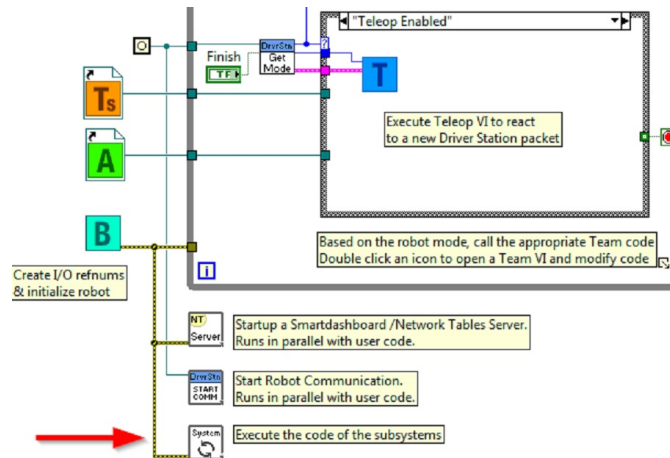 "Teleop Enabled"
Finish
TF
DrvrStn
Get
Mode
?
T
Ts
A
Execute Teleop VI to react
to a new Driver Station packet
B
i
Based on the robot mode, call the appropriate Team code
Double click an icon to open a Team VI and modify code
Create I/O refnums
& initialize robot
NT
Server
Startup a Smartdashboard /Network Tables Server.
Runs in parallel with user code.
DrvrStn
START
COMM
Start Robot Communication.
Runs in parallel with user code.
System
Execute the code of the subsystems